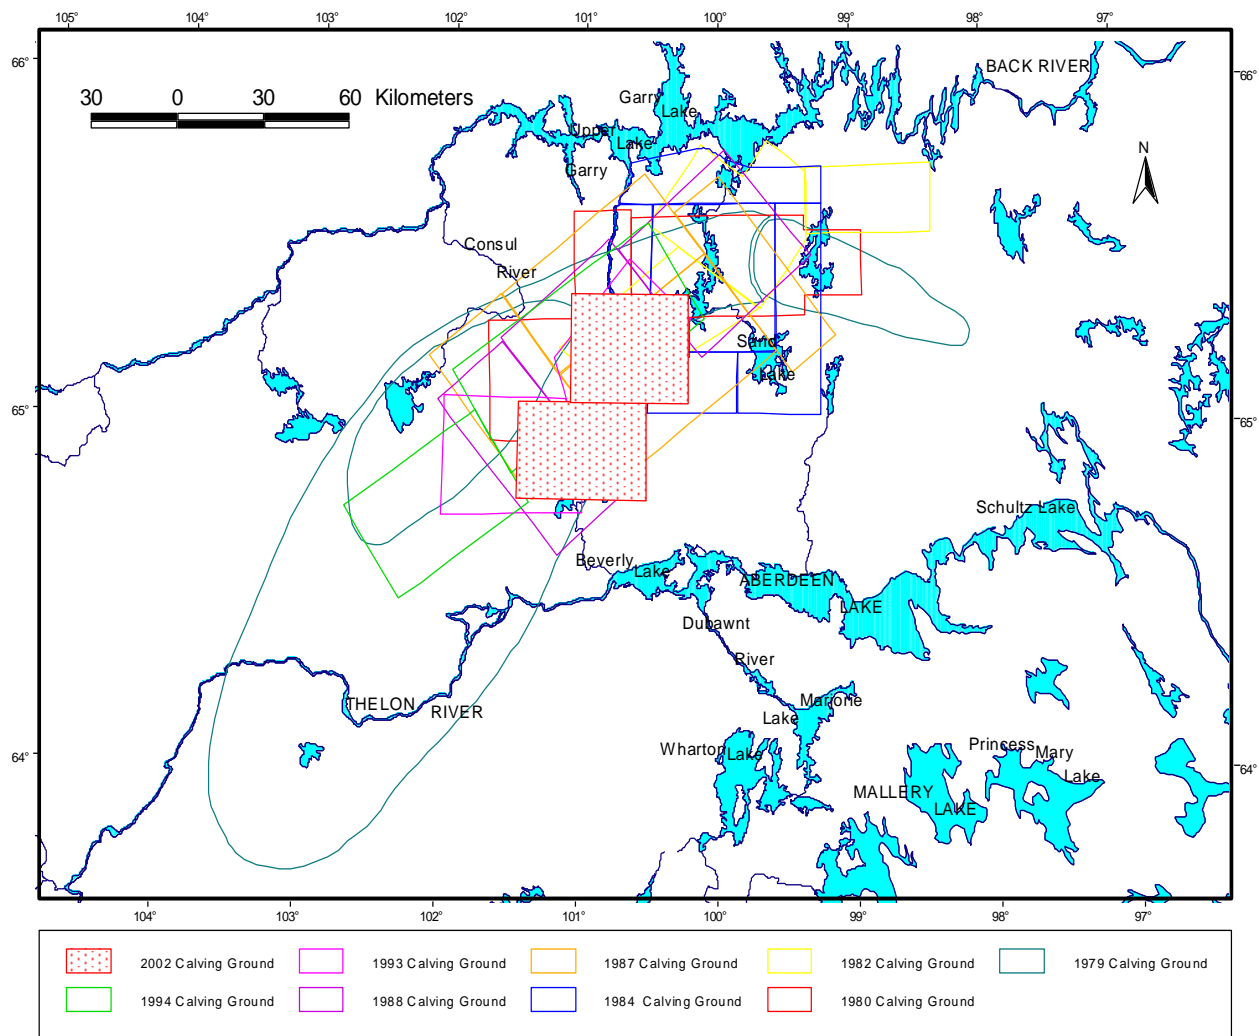 105° 104° 103° 102° 101° 100° 99° 98° 97°
66° 66°
BACK RIVER
30 0 30 60 Kilometers
Garry
Lake
Upper
Lake
Garry
N
Consul
River
Sand
Lake
65° 65°
Schultz Lake
Beverly
Lake
ABERDEEN
LAKE
Dubawnt
River
THELON RIVER
Marjorie
Lake
Wharton
Lake
Princess
Mary
Lake
64° 64°
MALLERY
LAKE
104° 103° 102° 101° 100° 99° 98° 97°
2002 Calving Ground 1993 Calving Ground 1987 Calving Ground 1982 Calving Ground 1979 Calving Ground
1994 Calving Ground 1988 Calving Ground 1984 Calving Ground 1980 Calving Ground